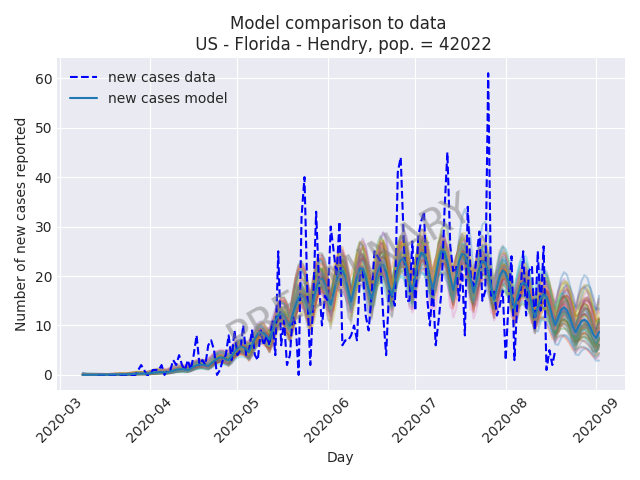 Model comparison to data
US - Florida - Hendry, pop. = 42022
new cases data
new cases model
PRELIMINARY
Number of new cases reported
60
50
40
30
20
10
0
2020-03
2020-04
2020-05
2020-06
2020-07
2020-08
2020-09
Day